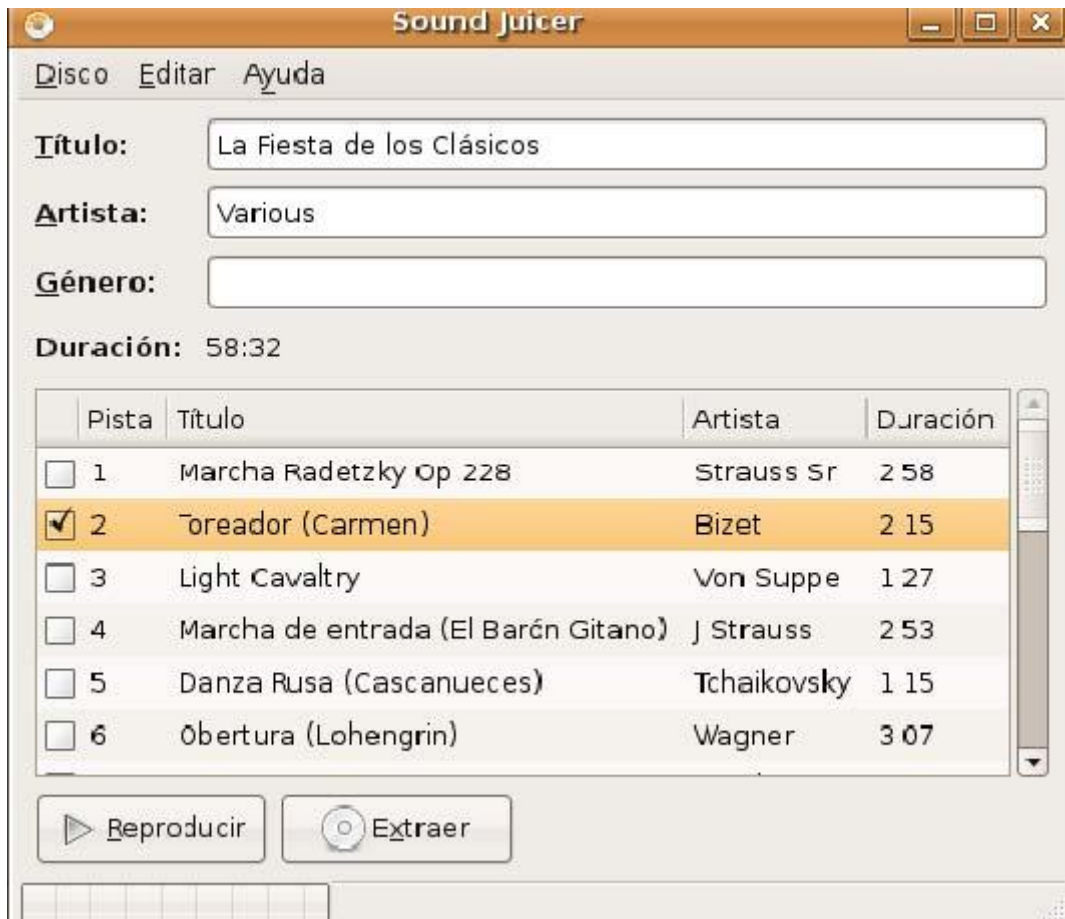 Sound Juicer
Disco Editar Ayuda
Título: La Fiesta de los Clásicos
Artista: Various
Género:
Duración: 58:32
Pista Título Artista Duración
1 Marcha Radetzky Op 228 Strauss Sr 2 58
2 Toreador (Carmen) Bizet 2 15
3 Light Cavaltry Von Suppe 1 27
4 Marcha de entrada (El Barón Gitano) J Strauss 2 53
5 Danza Rusa (Cascanueces) Tchaikovsky 1 15
6 Obertura (Lohengrin) Wagner 3 07
Reproducir Extraer